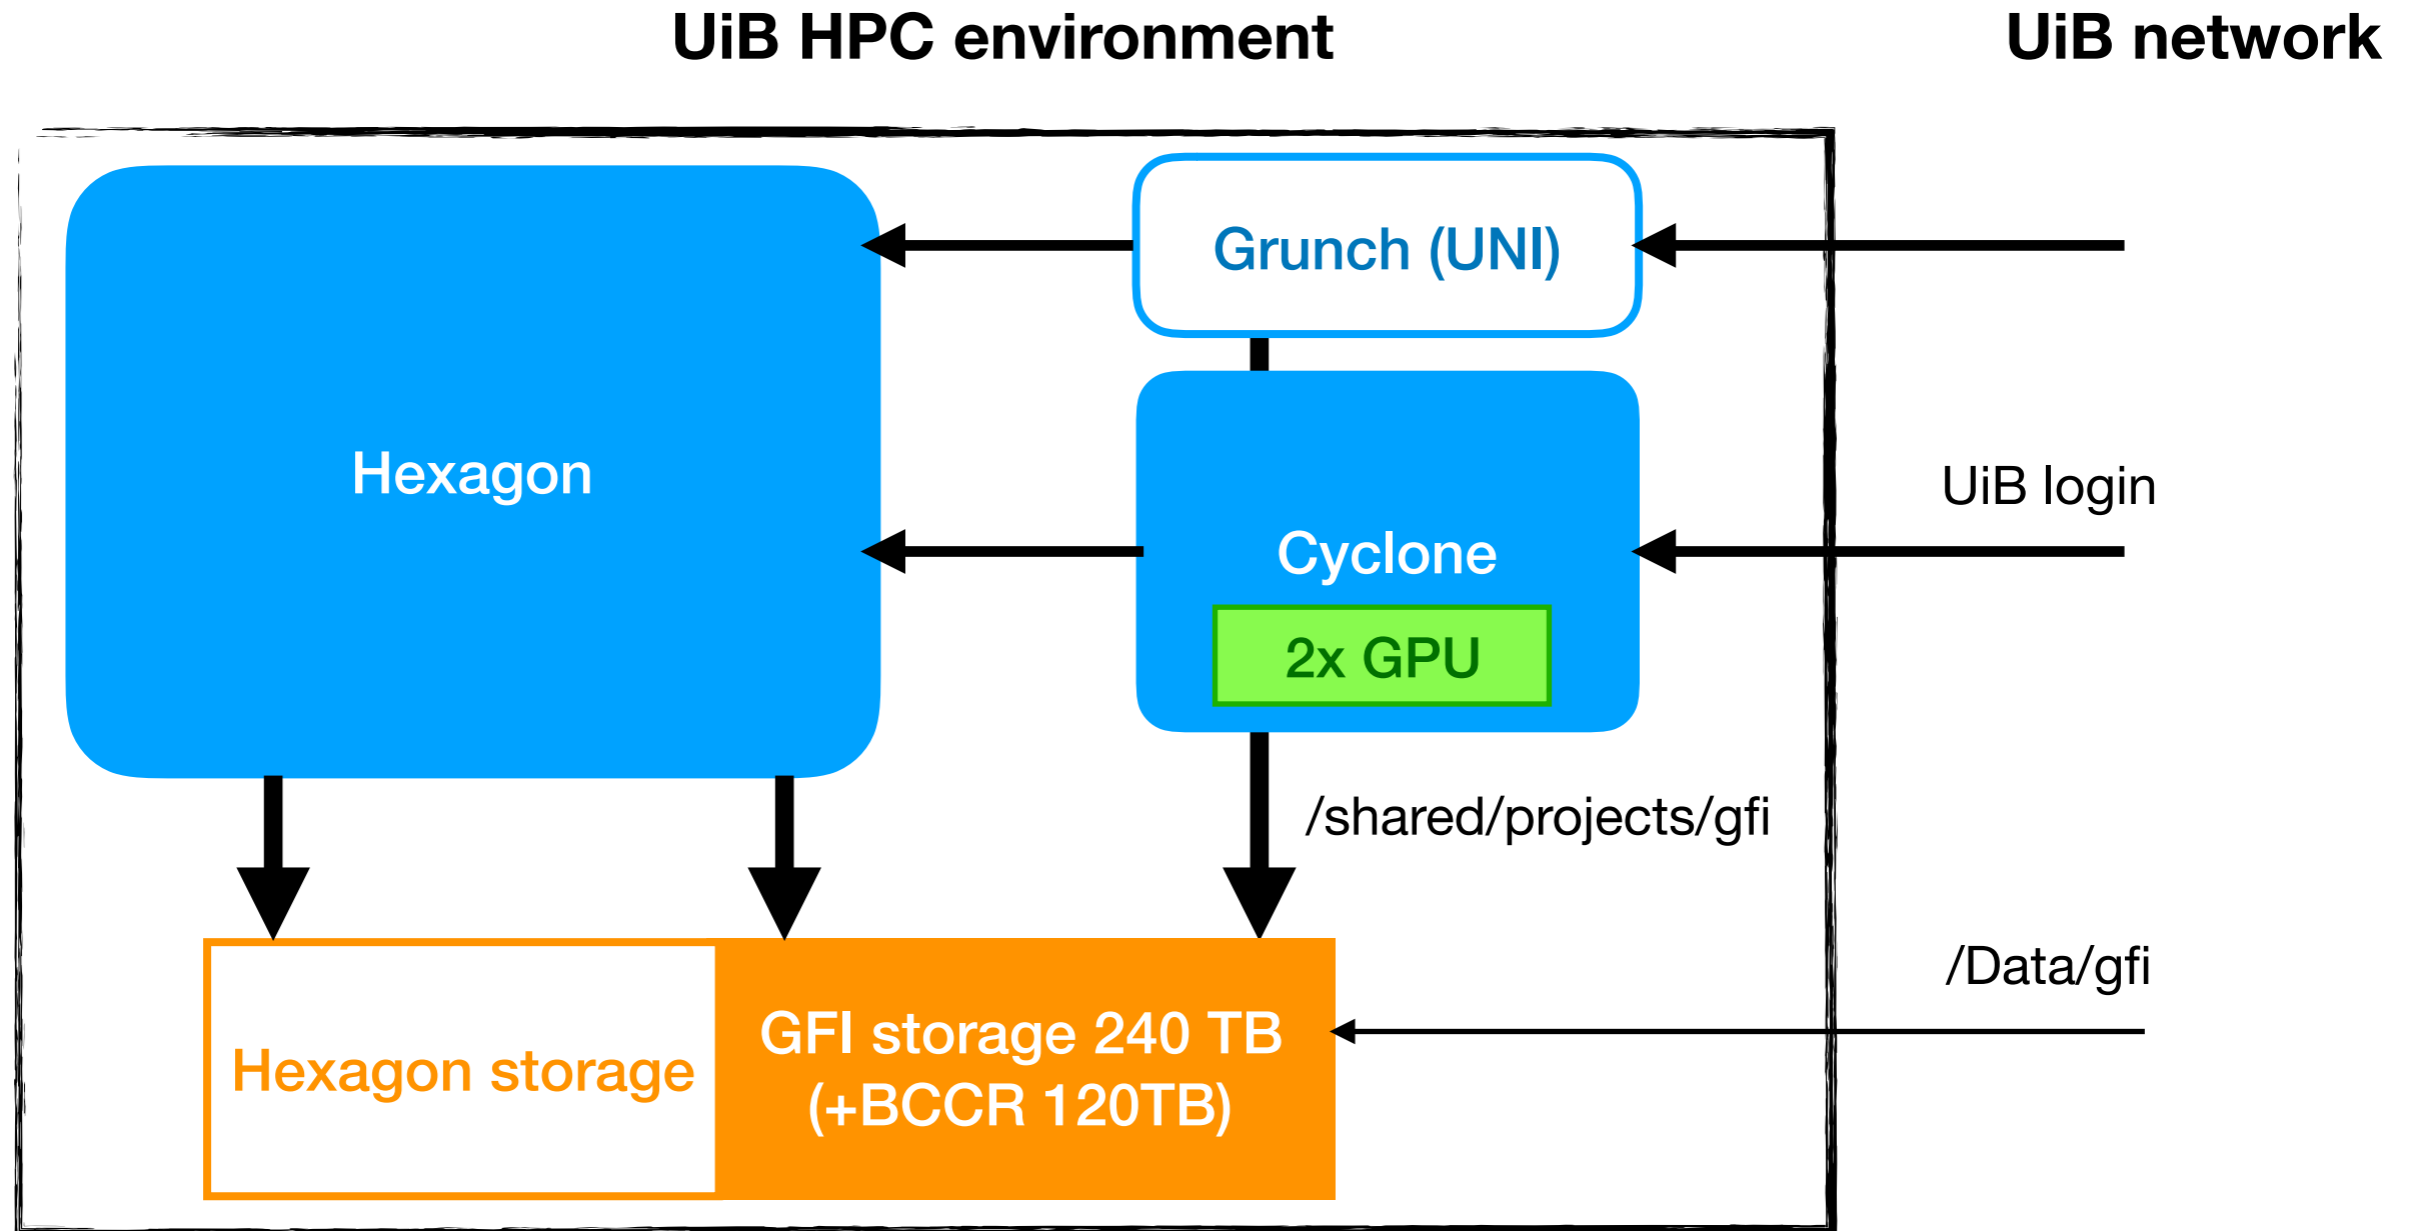 UiB HPC environment
UiB network
Grunch (UNI)
Hexagon
UiB login
Cyclone
2x GPU
/shared/projects/gfi
/Data/gfi
GFI storage 240 TB
(+BCCR 120TB)
Hexagon storage